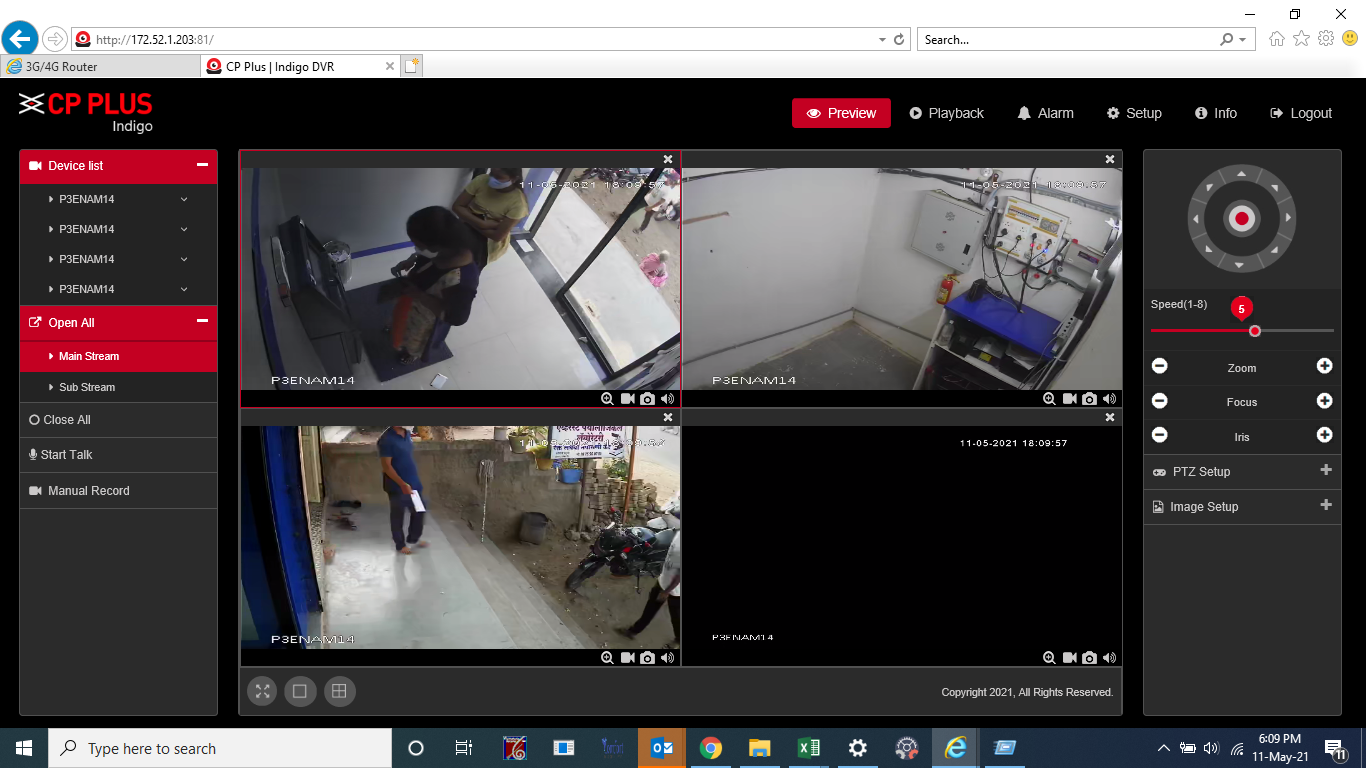 http://172.52.1.203:81/
Search...
3G/4G Router
CP Plus | Indigo DVR
CP PLUS
Indigo
Preview
Playback
Alarm
Setup
Info
Logout
Device list
P3ENAM14
P3ENAM14
P3ENAM14
P3ENAM14
Open All
Main Stream
Sub Stream
Close All
Start Talk
Manual Record
11-05-2021 18:09:57
P3ENAM14
11-05-2021 18:09:57
P3ENAM14
11-05-2021 18:09:57
P3ENAM14
11-05-2021 18:09:57
P3ENAM14
Copyright 2021, All Rights Reserved.
Speed(1-8)
5
Zoom
Focus
Iris
PTZ Setup
Image Setup
Type here to search
6:09 PM
11-May-21
11